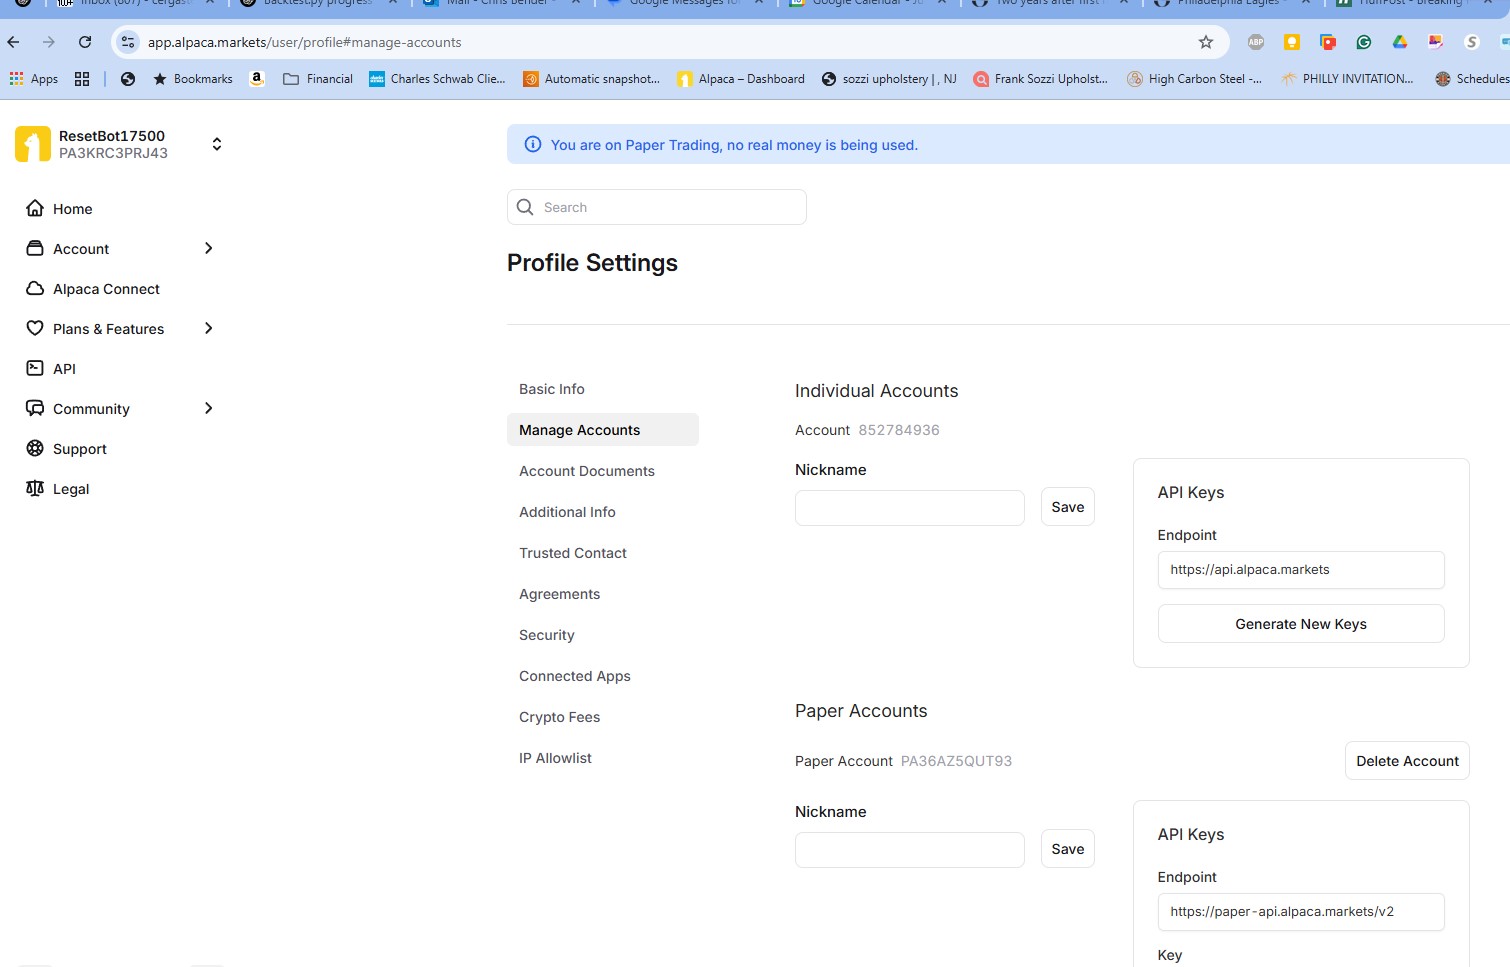 Inbox (807) - cergast
Backtest.py progress
Mail - Chris Bender -
Google Messages for
Google Calendar - Ju
Two years after first
Philadelphia Eagles -
HuffPost - Breaking
app.alpaca.markets/user/profile#manage-accounts
ABP
S
Apps
Bookmarks
Financial
Charles Schwab Clie...
Automatic snapshot...
Alpaca – Dashboard
sozzi upholstery | , NJ
Frank Sozzi Upholst...
High Carbon Steel -...
PHILLY INVITATION...
Schedules
ResetBot17500
PA3KRC3PRJ43
You are on Paper Trading, no real money is being used.
Search
Home
Account
Alpaca Connect
Plans & Features
API
Community
Support
Legal
Profile Settings
Basic Info
Manage Accounts
Account Documents
Additional Info
Trusted Contact
Agreements
Security
Connected Apps
Crypto Fees
IP Allowlist
Individual Accounts
Account 852784936
Nickname
Save
API Keys
Endpoint
https://api.alpaca.markets
Generate New Keys
Paper Accounts
Paper Account PA36AZ5QUT93
Delete Account
Nickname
Save
API Keys
Endpoint
https://paper-api.alpaca.markets/v2
Key